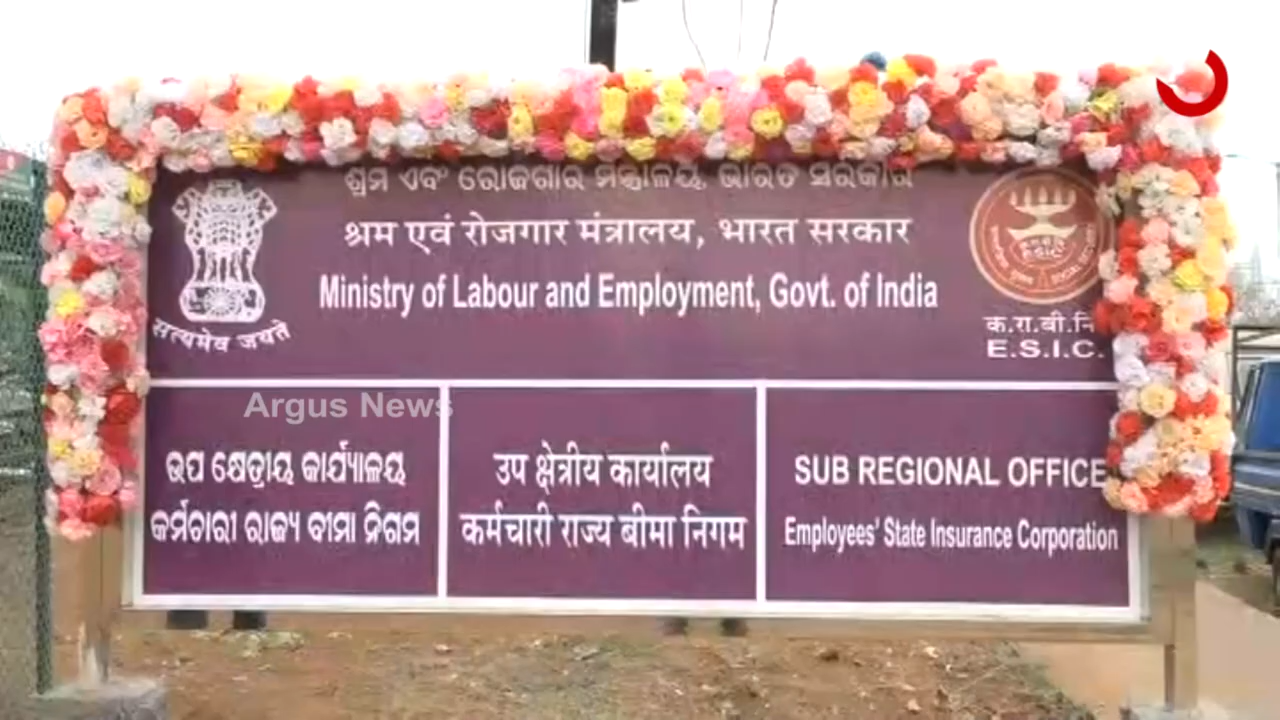 ଶ୍ରମ ଏବଂ ରୋଜଗାର ମନ୍ତ୍ରାଳୟ, ଭାରତ ସରକାର
श्रम एवं रोजगार मंत्रालय, भारत सरकार
Ministry of Labour and Employment, Govt. of India
सत्यमेव जयते
ESIC
क.रा.बी.नि
E.S.I.C.
Argus News
ଉପ କ୍ଷେତ୍ରୀୟ କାର୍ଯ୍ୟାଳୟ
କର୍ମଚାରୀ ରାଜ୍ୟ ବୀମା ନିଗମ
उप क्षेत्रीय कार्यालय
कर्मचारी राज्य बीमा निगम
SUB REGIONAL OFFICE
Employees' State Insurance Corporation